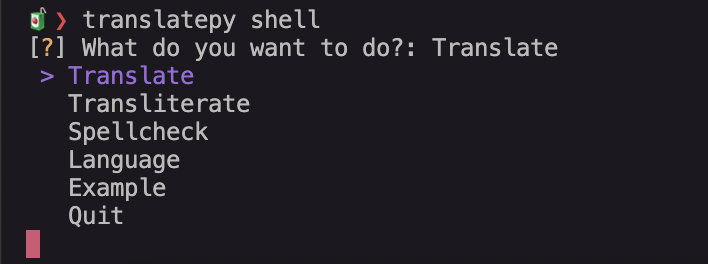 🧃 ❯ translatepy shell
[?] What do you want to do?: Translate
 > Translate
   Transliterate
   Spellcheck
   Language
   Example
   Quit